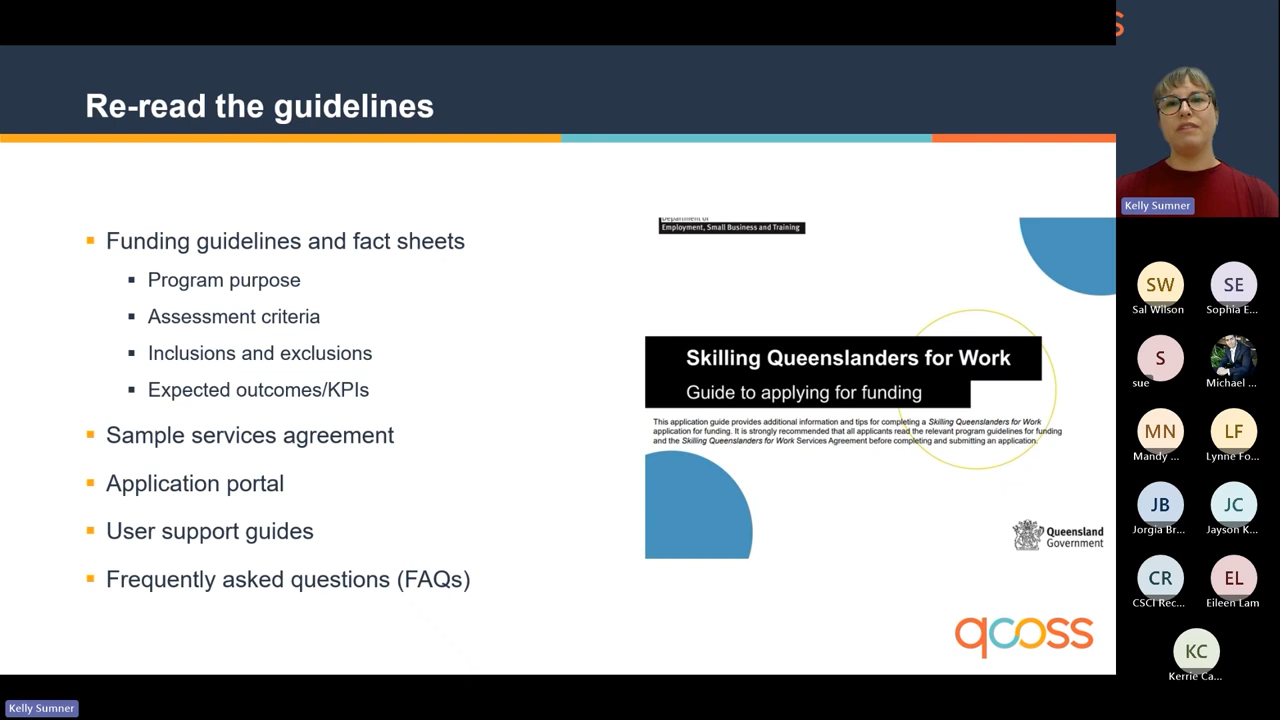 Re-read the guidelines
Funding guidelines and fact sheets
Program purpose
Assessment criteria
Inclusions and exclusions
Expected outcomes/KPIs
Sample services agreement
Application portal
User support guides
Frequently asked questions (FAQs)
Department of
Employment, Small Business and Training
Skilling Queenslanders for Work
Guide to applying for funding
This application guide provides additional information and tips for completing a Skilling Queenslanders for Work
application for funding. It is strongly recommended that all applicants read the relevant program guidelines for funding
and the Skilling Queenslanders for Work Services Agreement before completing and submitting an application.
Queensland
Government
qcoss
s
Kelly Sumner
SW
Sal Wilson
SE
Sophia E...
S
sue
Michael ...
MN
Mandy ...
LF
Lynne Fo...
JB
Jorgia Br...
JC
Jayson K...
CR
CSCI Rec...
EL
Eileen Lam
KC
Kerrie Ca...
Kelly Sumner